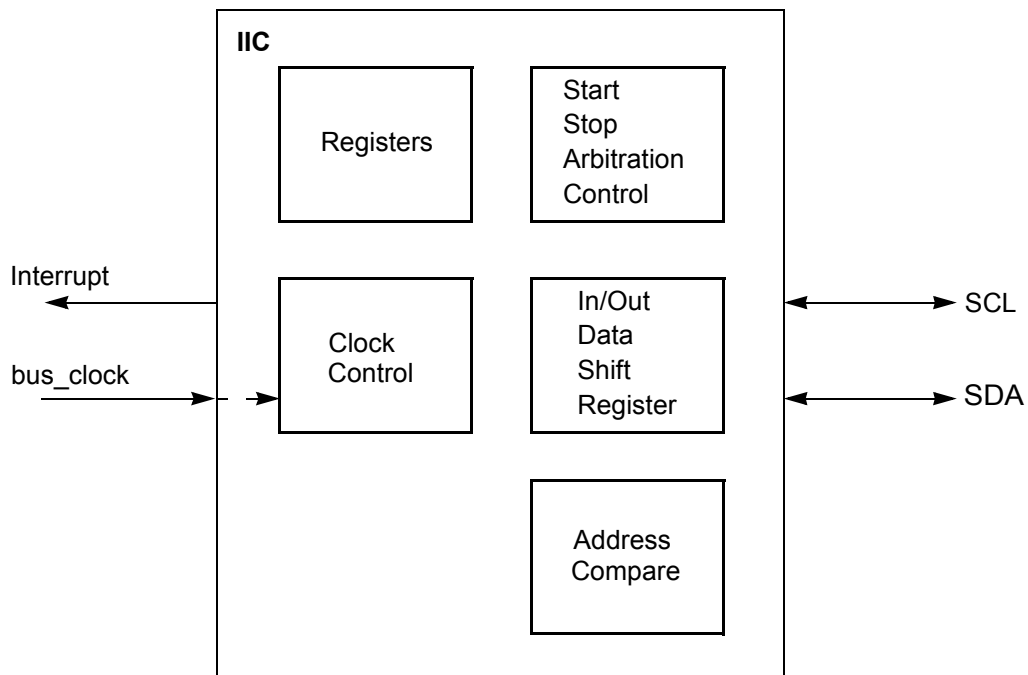 IIC
Registers
Start
Stop
Arbitration
Control
Interrupt
bus_clock
Clock
Control
In/Out
Data
Shift
Register
SCL
SDA
Address
Compare